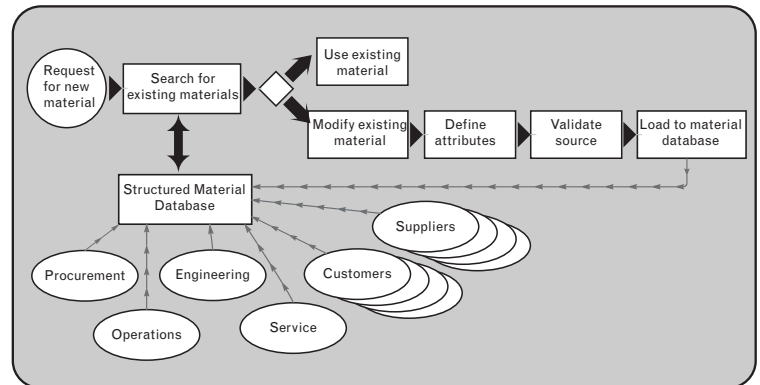 Request
for new
material
Search for
existing materials
Use existing
material
Modify existing
material
Define
attributes
Validate
source
Load to material
database
Structured Material
Database
Suppliers
Procurement
Engineering
Customers
Operations
Service